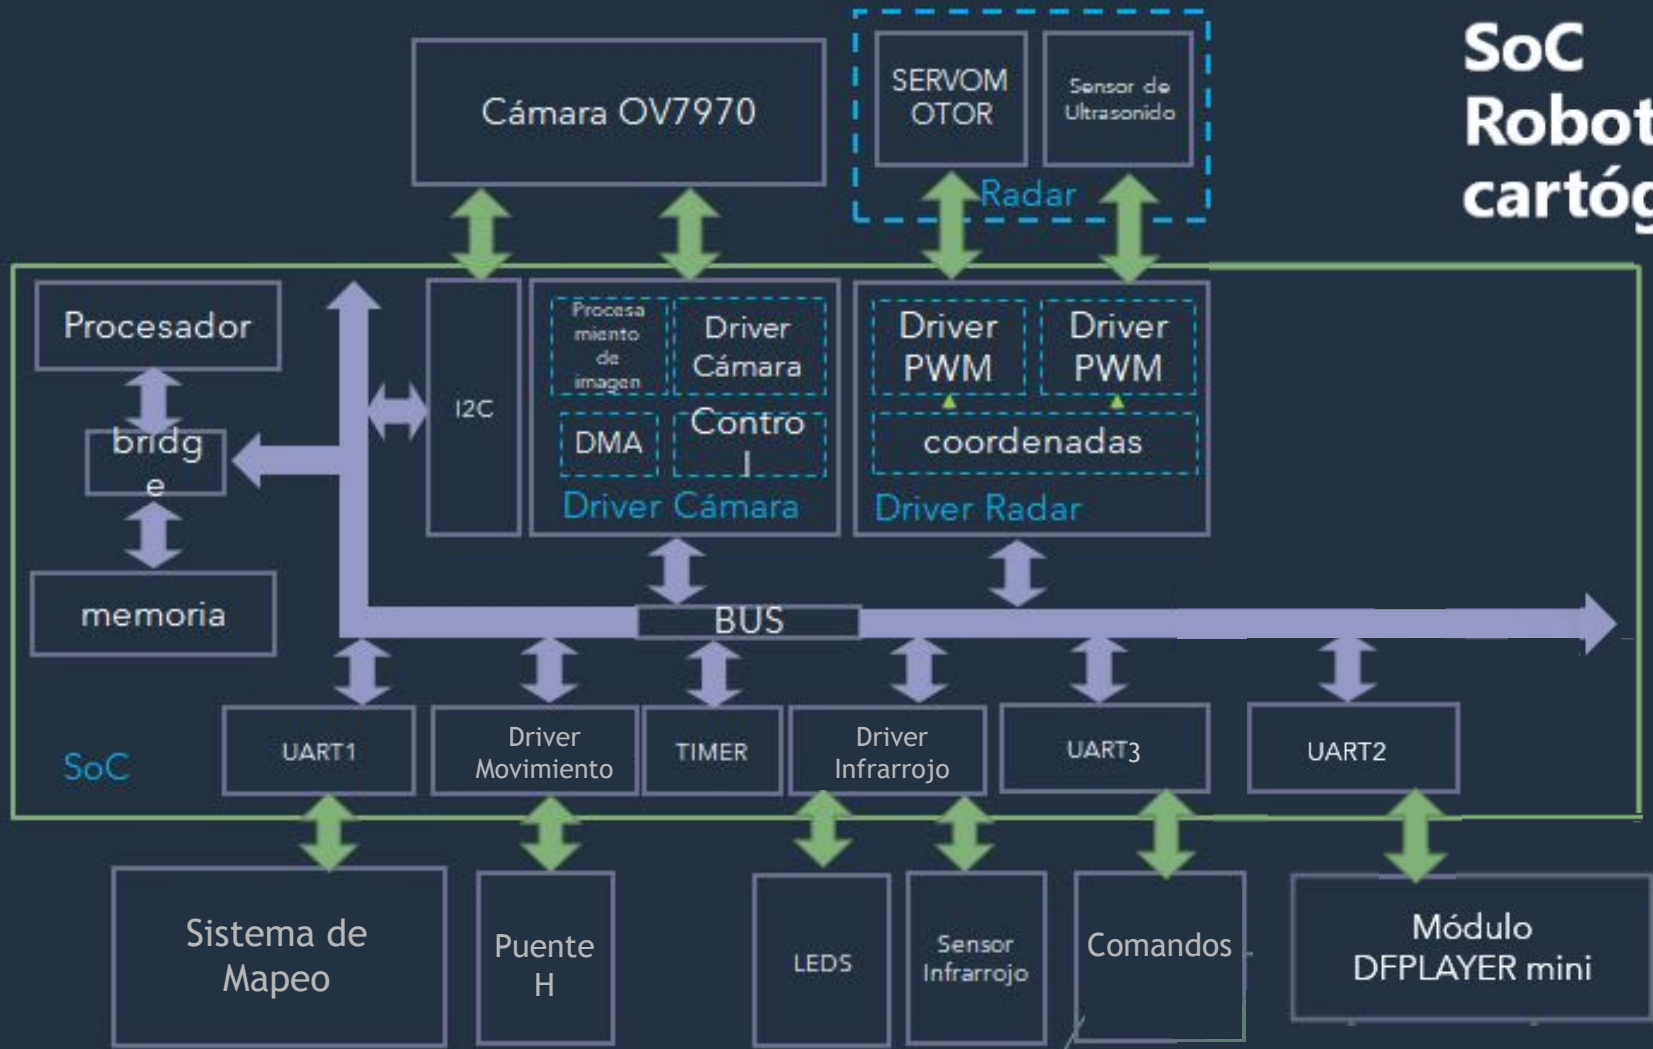 SoC
Robot
cartóg
Cámara OV7970
SERVOM
OTOR
Sensor de
Ultrasonido
Radar
Procesador
bridg
e
memoria
I2C
Procesa
miento
de
imagen
Driver
Cámara
DMA
Contro
l
Driver Cámara
Driver
PWM
Driver
PWM
coordenadas
Driver Radar
BUS
SoC
UART1
Driver
Movimiento
TIMER
Driver
Infrarrojo
UART3
UART2
Sistema de
Mapeo
Puente
H
LEDS
Sensor
Infrarrojo
Comandos
Módulo
DFPLAYER mini